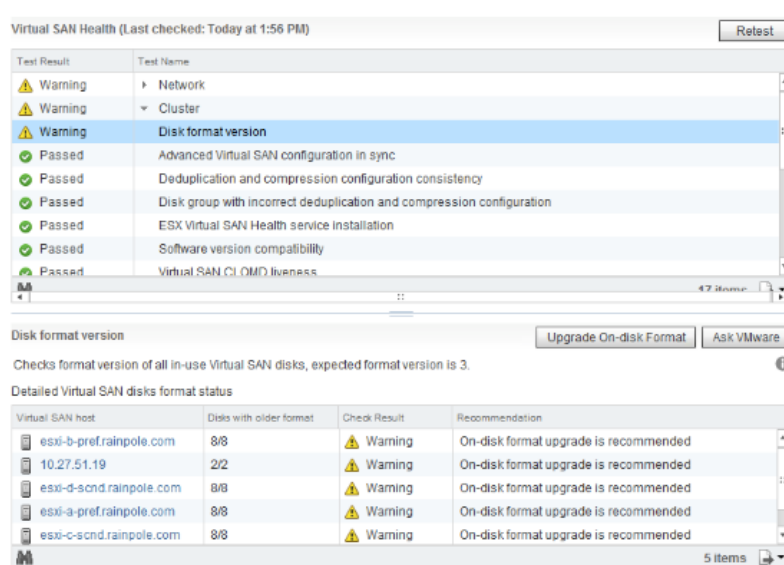 Virtual SAN Health (Last checked: Today at 1:56 PM)
Retest
Test Result Test Name
Warning Network
Warning Cluster
Warning Disk format version
Passed Advanced Virtual SAN configuration in sync
Passed Deduplication and compression configuration consistency
Passed Disk group with incorrect deduplication and compression configuration
Passed ESX Virtual SAN Health service installation
Passed Software version compatibility
Passed Virtual SAN CLOMD liveness
17 items
Disk format version
Upgrade On-disk Format Ask VMware
Checks format version of all in-use Virtual SAN disks, expected format version is 3.
Detailed Virtual SAN disks format status
Virtual SAN host Disks with older format Check Result Recommendation
esxi-b-pref.rainpole.com 8/8 Warning On-disk format upgrade is recommended
10.27.51.19 2/2 Warning On-disk format upgrade is recommended
esxi-d-scnd.rainpole.com 8/8 Warning On-disk format upgrade is recommended
esxi-a-pref.rainpole.com 8/8 Warning On-disk format upgrade is recommended
esxi-c-scnd.rainpole.com 8/8 Warning On-disk format upgrade is recommended
5 items